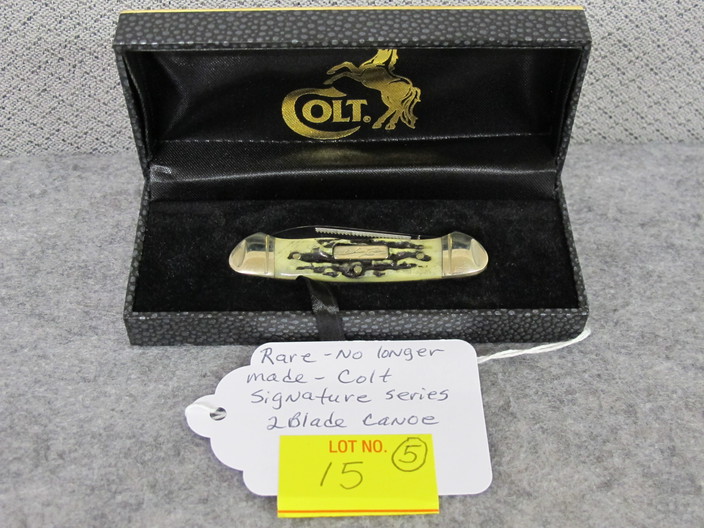 COLT®
Rare - No longer
made - Colt
Signature series
2 Blade Canoe
LOT NO. 5
15